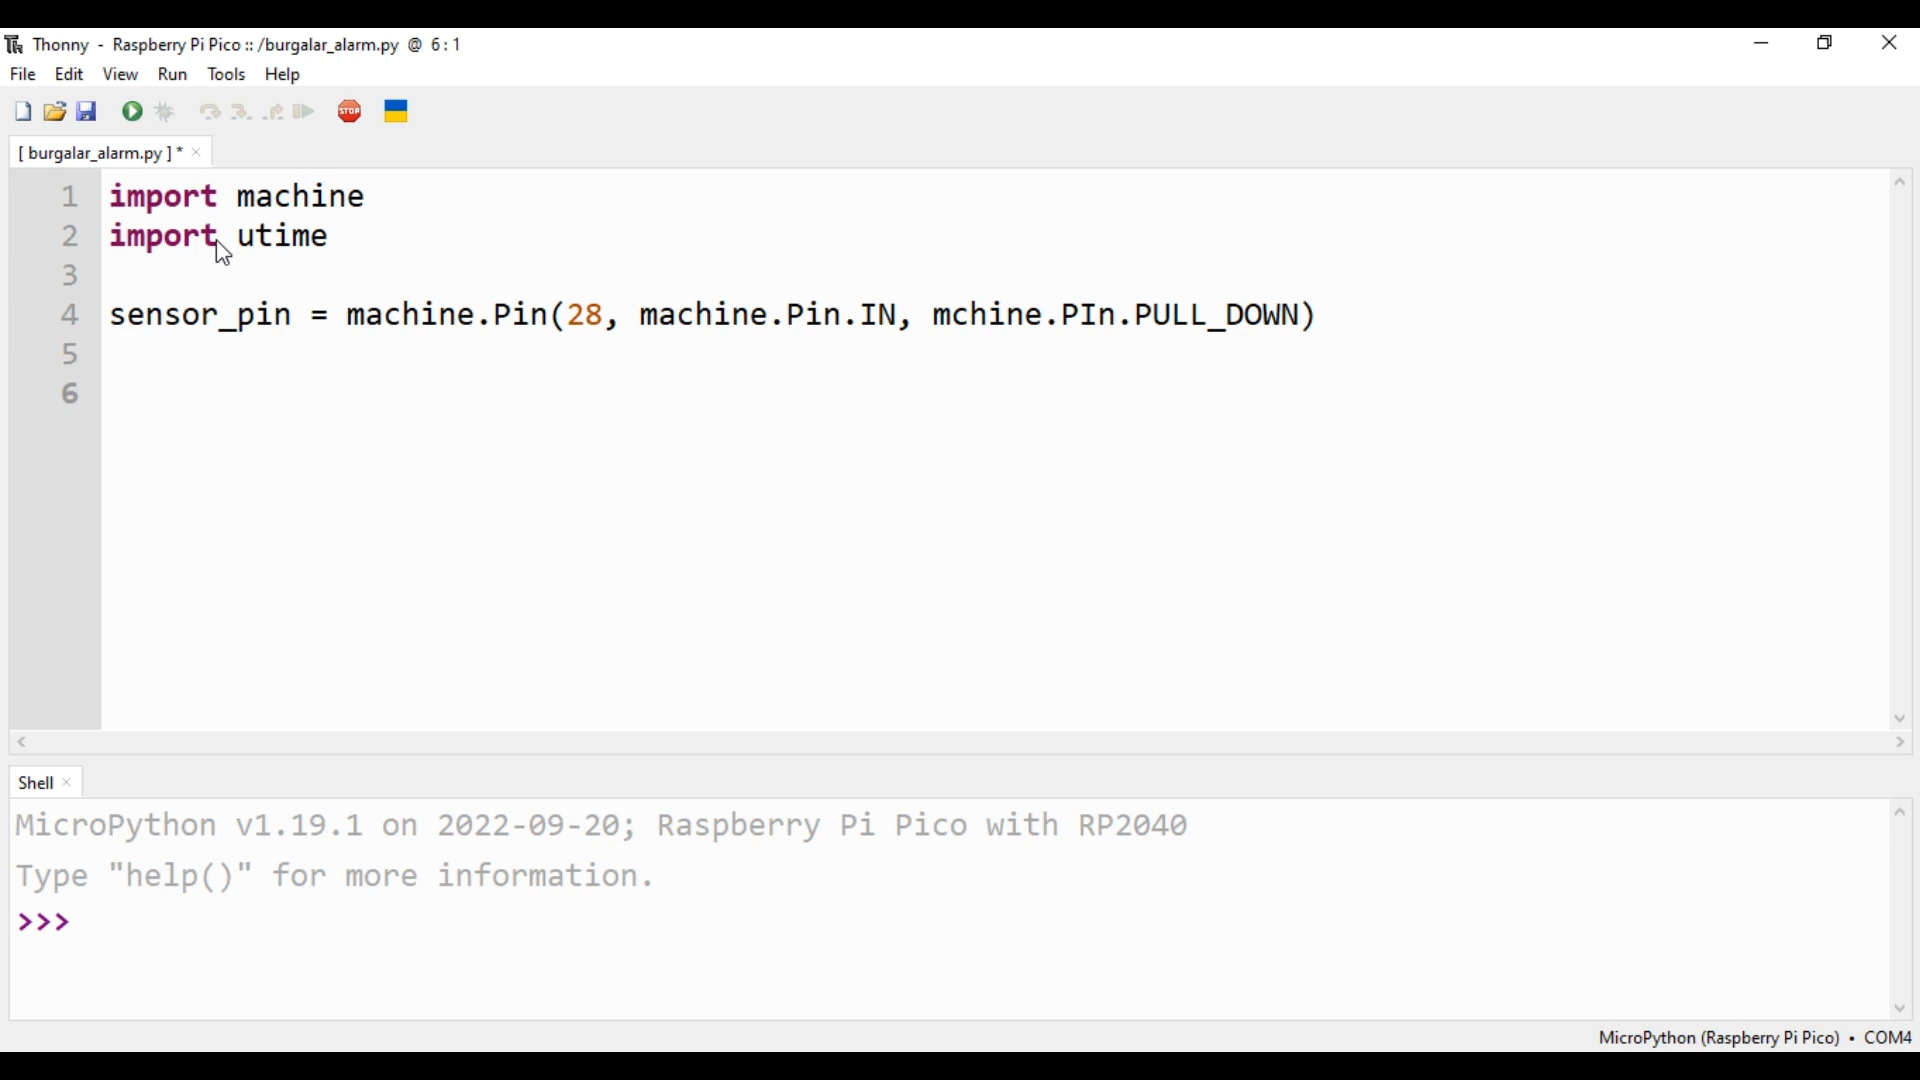 Thonny - Raspberry Pi Pico :: /burgalar_alarm.py @ 6 : 1
File Edit View Run Tools Help
STOP
[ burgalar_alarm.py ] *
1 import machine
2 import utime
3
4 sensor_pin = machine.Pin(28, machine.Pin.IN, mchine.PIn.PULL_DOWN)
5
6
Shell
MicroPython v1.19.1 on 2022-09-20; Raspberry Pi Pico with RP2040
Type "help()" for more information.
>>>
MicroPython (Raspberry Pi Pico) • COM4